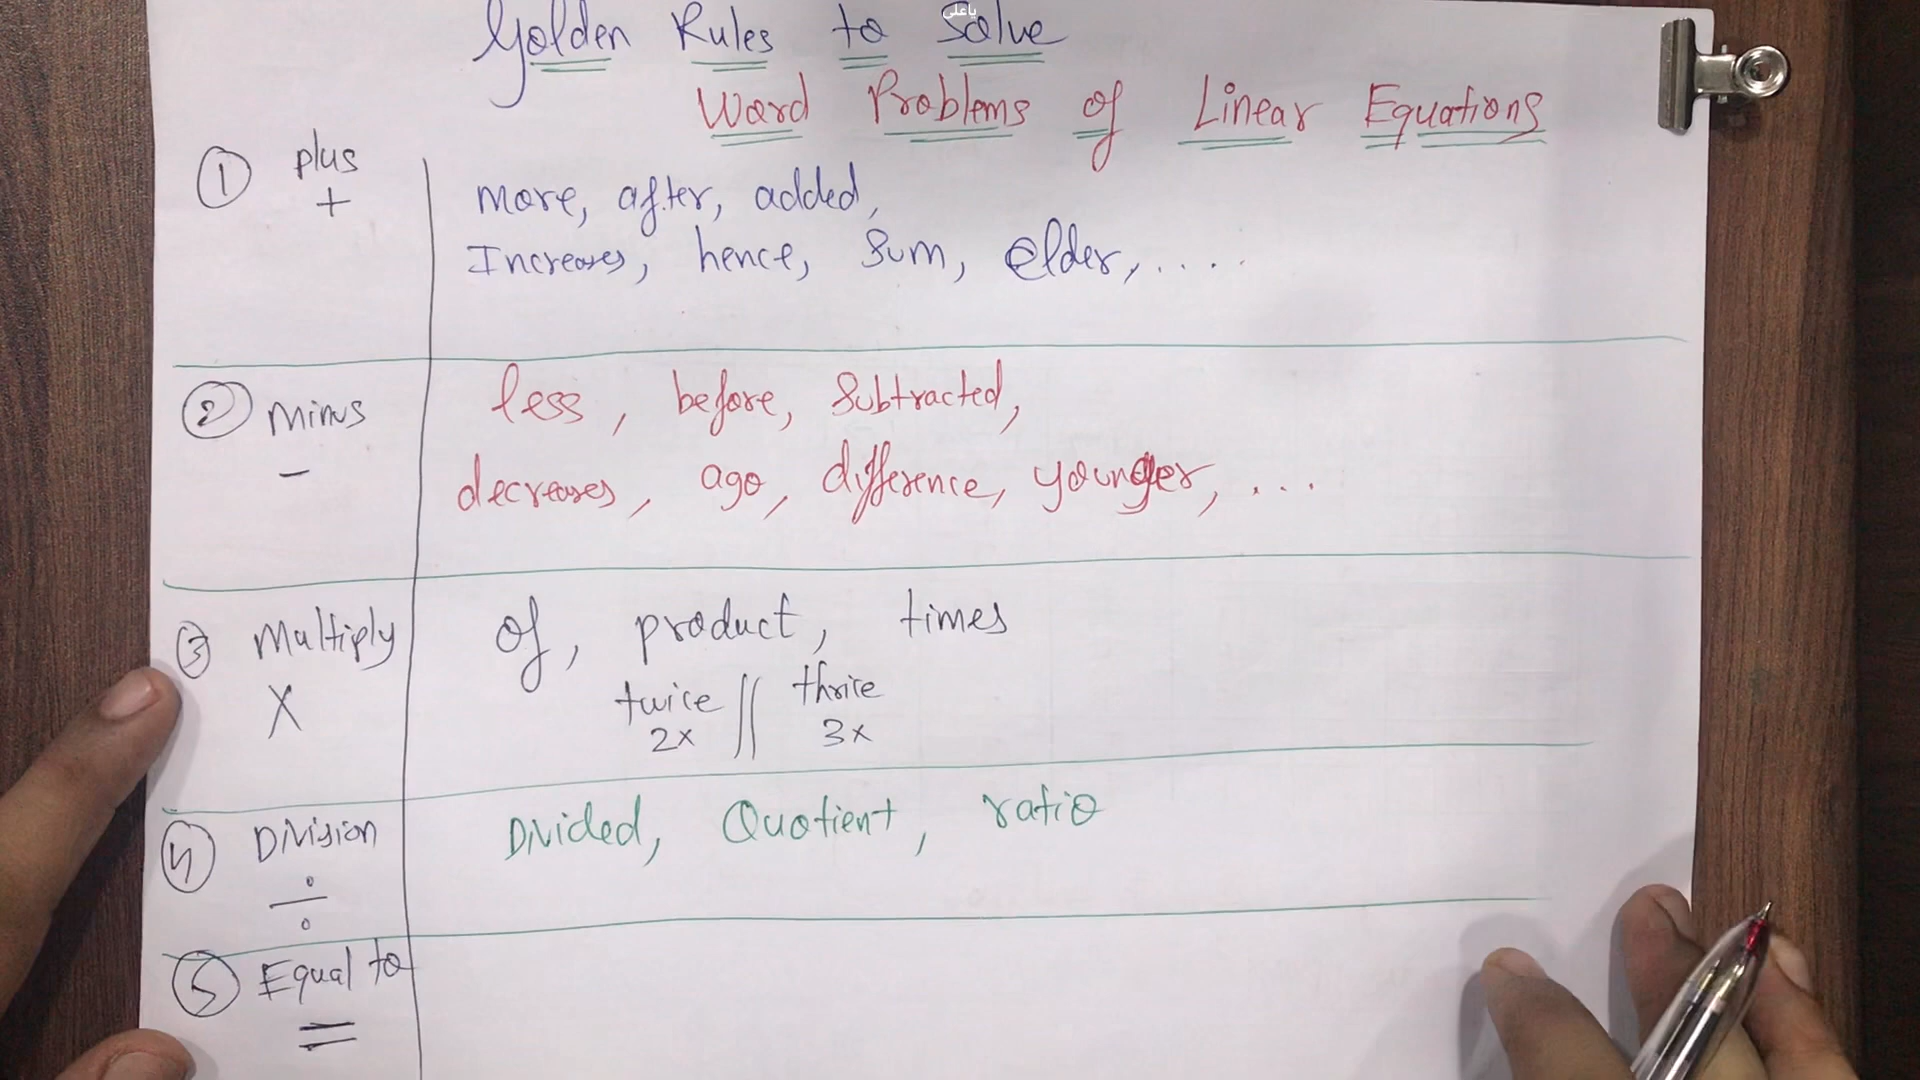 ياعلي
Golden Rules to Solve
Word Problems of Linear Equations
① plus
+
more, after, added,
Increases, hence, Sum, elder, .....
② Minus
−
less, before, Subtracted,
decreases, ago, difference, younger, ...
③ Multiply
X
of, product, times
twice || thrice
2x 3x
④ Division
÷
Divided, Quotient, ratio
⑤ Equal to
=